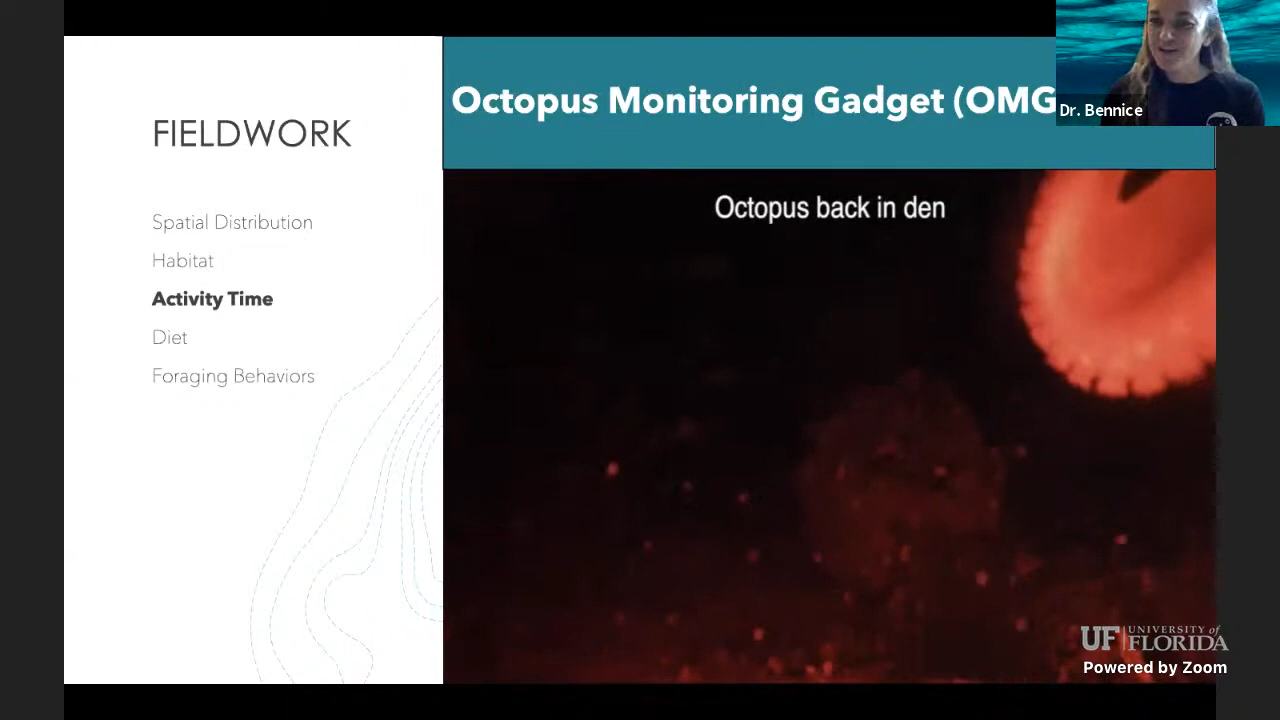 Octopus Monitoring Gadget (OMG
Dr. Bennice
FIELDWORK
Octopus back in den
Spatial Distribution
Habitat
Activity Time
Diet
Foraging Behaviors
UF UNIVERSITY of FLORIDA
Powered by Zoom